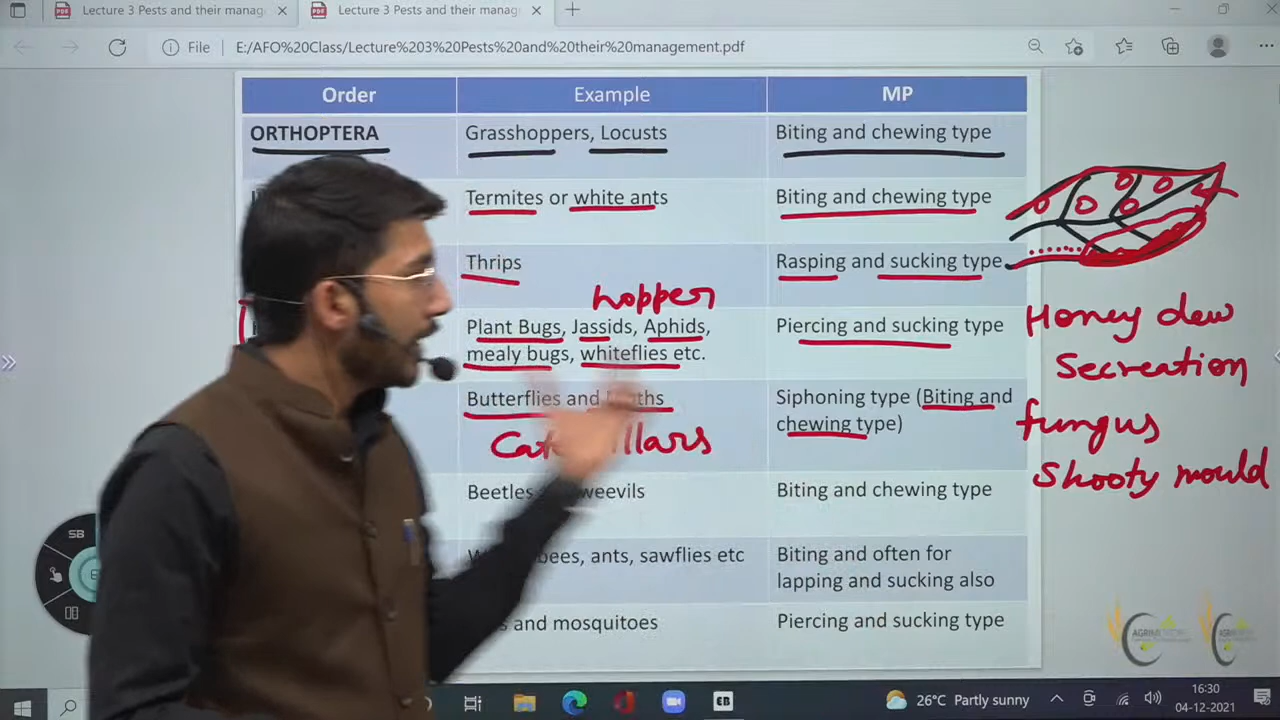 Lecture 3 Pests and their manag
Lecture 3 Pests and their manag
File
E:/AFO%20Class/Lecture%203%20Pests%20and%20their%20management.pdf
Order Example MP
ORTHOPTERA Grasshoppers, Locusts Biting and chewing type
Termites or white ants Biting and chewing type
Thrips Rasping and sucking type
hopper
Plant Bugs, Jassids, Aphids, Piercing and sucking type
mealy bugs, whiteflies etc.
Honey dew
Secreation
Butterflies and Siphoning type (Biting and
chewing type)
fungus
Shooty mould
Beetles weevils Biting and chewing type
bees, ants, sawflies etc Biting and often for
lapping and sucking also
and mosquitoes Piercing and sucking type
SB
26°C Partly sunny
16:30
04-12-2021